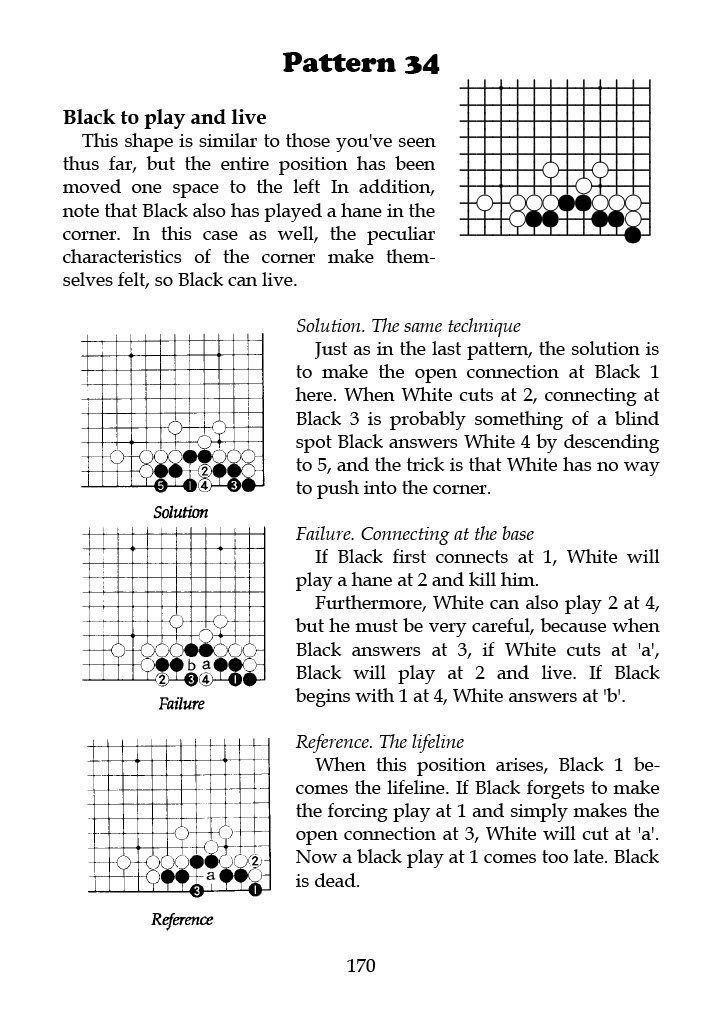 Pattern 34
Black to play and live
This shape is similar to those you've seen
thus far, but the entire position has been
moved one space to the left In addition,
note that Black also has played a hane in the
corner. In this case as well, the peculiar
characteristics of the corner make them-
selves felt, so Black can live.
Solution. The same technique
Just as in the last pattern, the solution is
to make the open connection at Black 1
here. When White cuts at 2, connecting at
Black 3 is probably something of a blind
spot Black answers White 4 by descending
to 5, and the trick is that White has no way
to push into the corner.
2
5 1 4 3
Solution
Failure. Connecting at the base
If Black first connects at 1, White will
play a hane at 2 and kill him.
Furthermore, White can also play 2 at 4,
but he must be very careful, because when
Black answers at 3, if White cuts at 'a',
Black will play at 2 and live. If Black
begins with 1 at 4, White answers at 'b'.
b a
2 3 4 1
Failure
Reference. The lifeline
When this position arises, Black 1 be-
comes the lifeline. If Black forgets to make
the forcing play at 1 and simply makes the
open connection at 3, White will cut at 'a'.
Now a black play at 1 comes too late. Black
is dead.
2
a
3 1
Reference
170